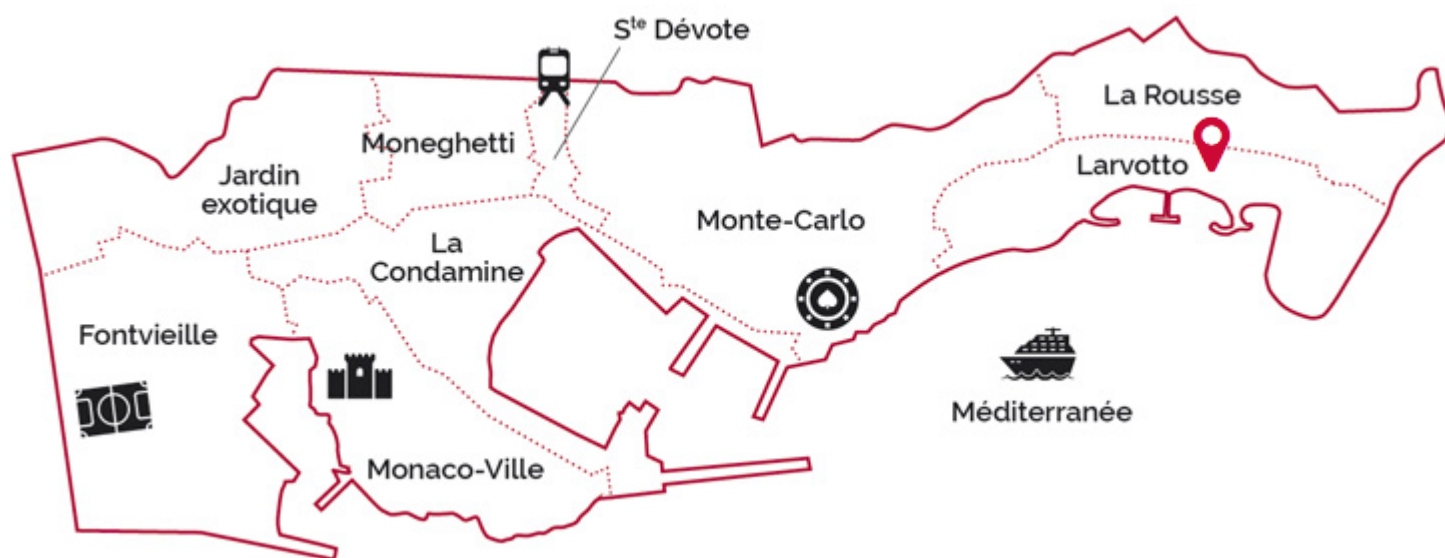 Sᵗᵉ Dévote
La Rousse
Moneghetti
Larvotto
Jardin
exotique
Monte-Carlo
La
Condamine
Fontvieille
Méditerranée
Monaco-Ville